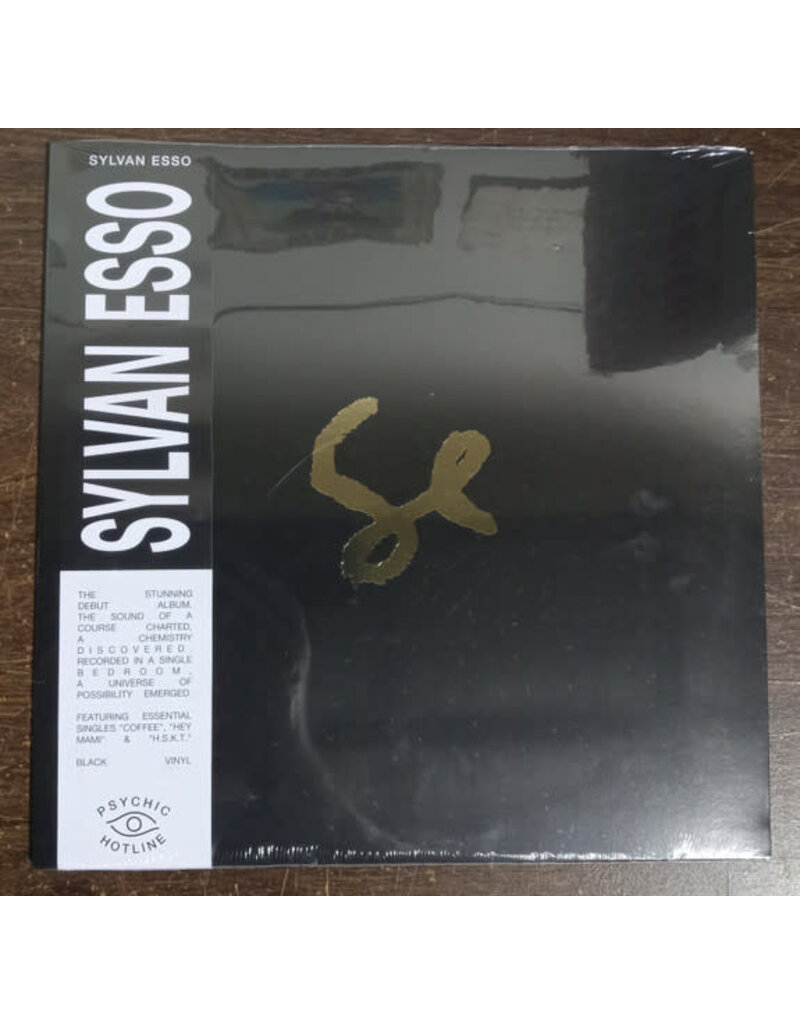 SYLVAN ESSO
SYLVAN ESSO
se
THE STUNNING
DEBUT ALBUM.
THE SOUND OF A
COURSE CHARTED,
A CHEMISTRY
DISCOVERED
RECORDED IN A SINGLE
BEDROOM,
A UNIVERSE OF
POSSIBILITY EMERGED
FEATURING ESSENTIAL
SINGLES "COFFEE", "HEY
MAMI" & "H.S.K.T."
BLACK VINYL
PSYCHIC
HOTLINE